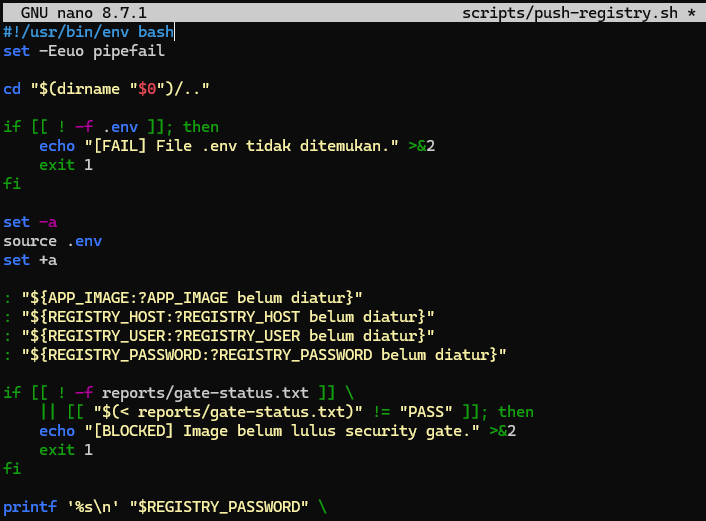 GNU nano 8.7.1 scripts/push-registry.sh *
#!/usr/bin/env bash
set -Eeuo pipefail

cd "$(dirname "$0")/.."

if [[ ! -f .env ]]; then
    echo "[FAIL] File .env tidak ditemukan." >&2
    exit 1
fi

set -a
source .env
set +a

: "${APP_IMAGE:?APP_IMAGE belum diatur}"
: "${REGISTRY_HOST:?REGISTRY_HOST belum diatur}"
: "${REGISTRY_USER:?REGISTRY_USER belum diatur}"
: "${REGISTRY_PASSWORD:?REGISTRY_PASSWORD belum diatur}"

if [[ ! -f reports/gate-status.txt ]] \
    || [[ "$(< reports/gate-status.txt)" != "PASS" ]]; then
    echo "[BLOCKED] Image belum lulus security gate." >&2
    exit 1
fi

printf '%s\n' "$REGISTRY_PASSWORD" \